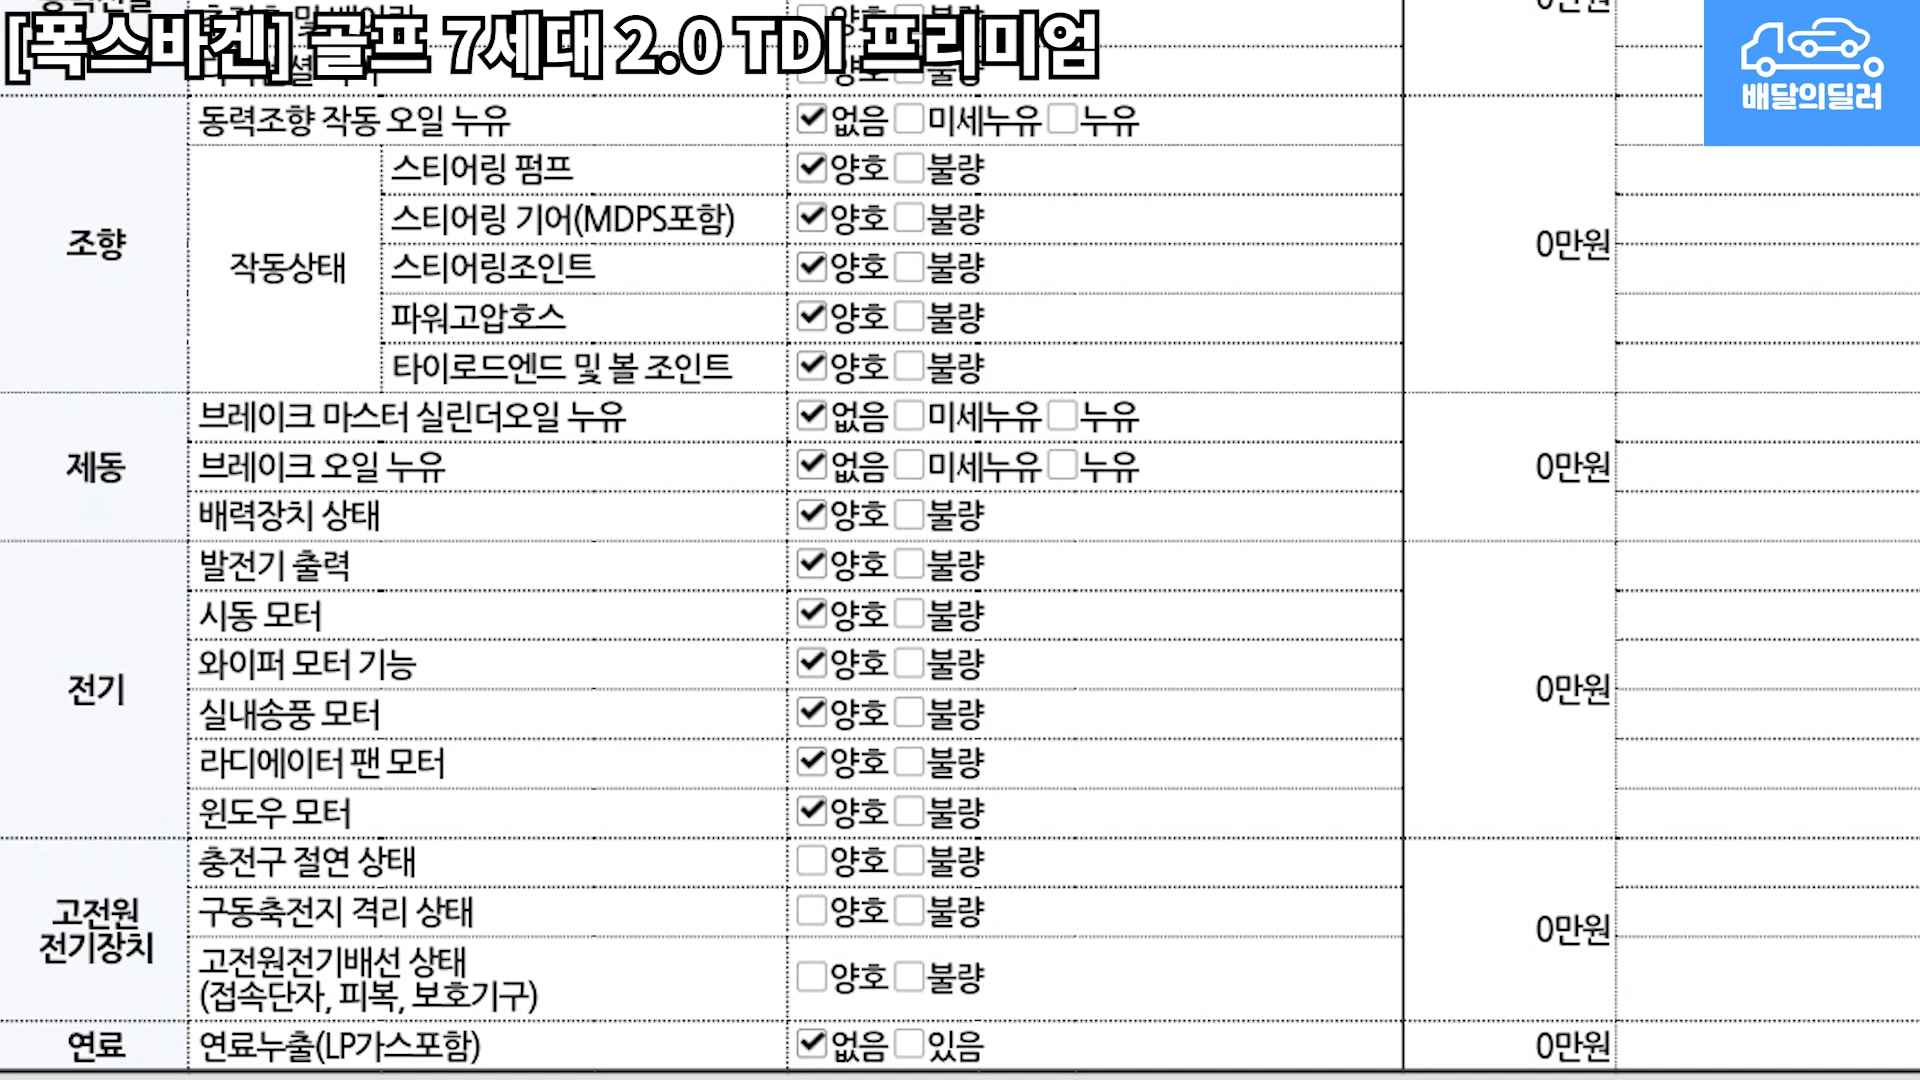 [폭스바겐] 골프 7세대 2.0 TDI 프리미엄
배달의딜러
0만원
양호 불량
양호 불량
조향
동력조향 작동 오일 누유 없음 미세누유 누유
작동상태
스티어링 펌프 양호 불량
스티어링 기어(MDPS포함) 양호 불량
스티어링조인트 양호 불량
파워고압호스 양호 불량
타이로드엔드 및 볼 조인트 양호 불량
0만원
제동
브레이크 마스터 실린더오일 누유 없음 미세누유 누유
브레이크 오일 누유 없음 미세누유 누유
배력장치 상태 양호 불량
0만원
전기
발전기 출력 양호 불량
시동 모터 양호 불량
와이퍼 모터 기능 양호 불량
실내송풍 모터 양호 불량
라디에이터 팬 모터 양호 불량
윈도우 모터 양호 불량
0만원
고전원
전기장치
충전구 절연 상태 양호 불량
구동축전지 격리 상태 양호 불량
고전원전기배선 상태
(접속단자, 피복, 보호기구) 양호 불량
0만원
연료
연료누출(LP가스포함) 없음 있음
0만원